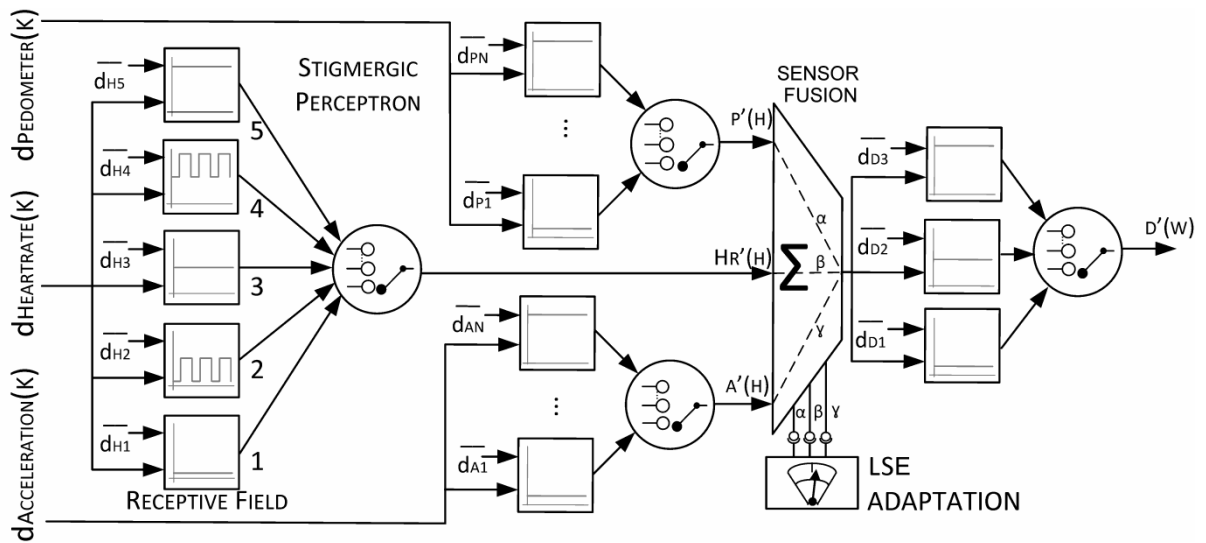 dPEDOMETER(K)
dHEARTRATE(K)
dACCELERATION(K)
dH5
5
dH4
4
dH3
3
dH2
2
dH1
1
RECEPTIVE FIELD
STIGMERGIC
PERCEPTRON
dPN
...
dP1
dAN
...
dA1
P'(H)
HR'(H)
A'(H)
SENSOR
FUSION
α
Σ β
γ
α β γ
LSE
ADAPTATION
dD3
dD2
dD1
D'(W)